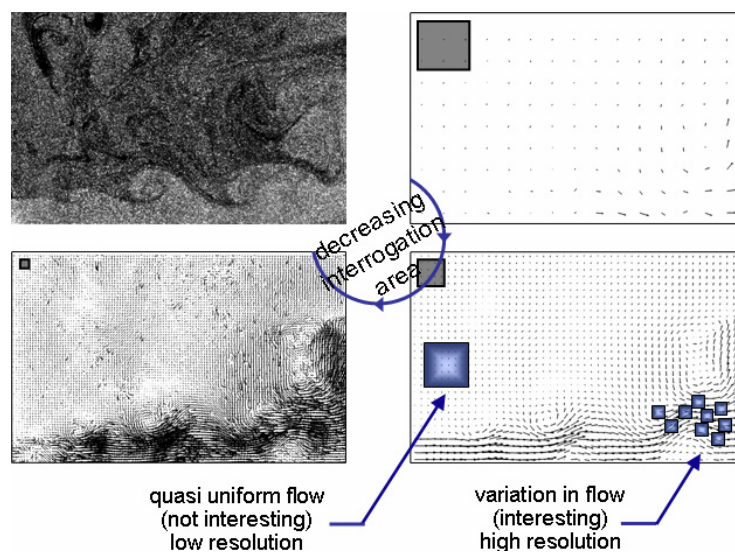 decreasing
interrogation
area
quasi uniform flow
(not interesting)
low resolution
variation in flow
(interesting)
high resolution